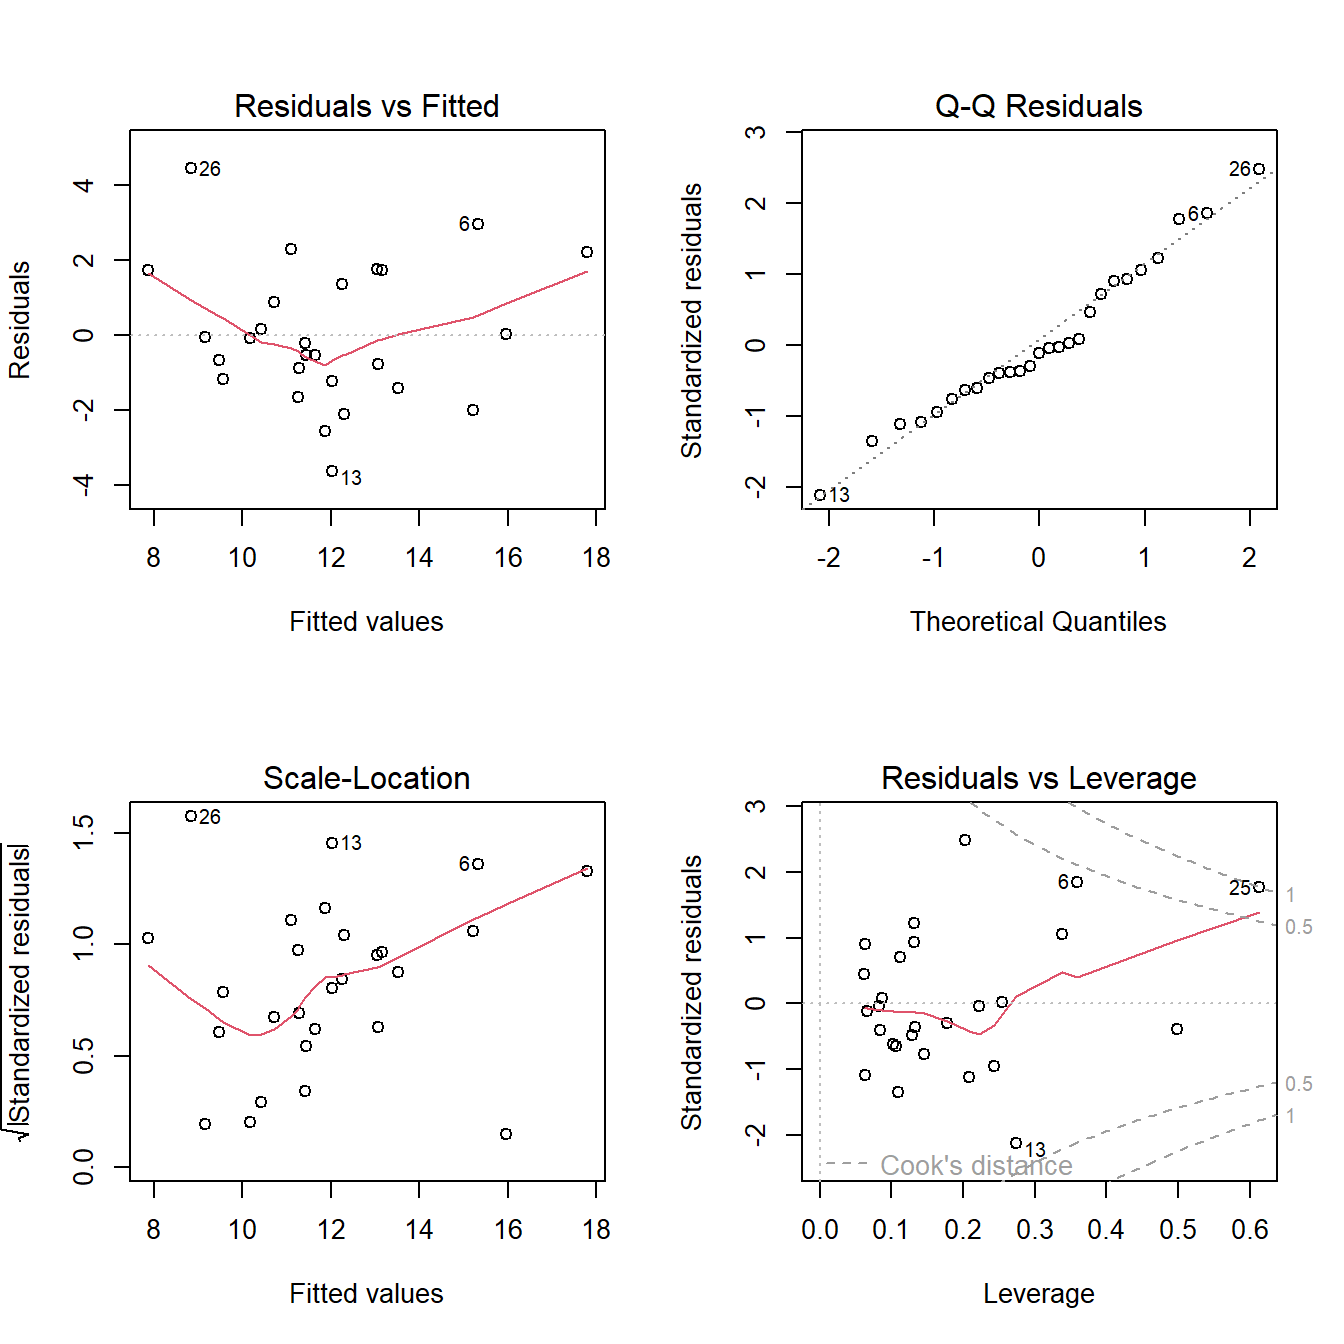 Residuals vs Fitted
Residuals
4
2
0
-2
-4
26
6
13
8 10 12 14 16 18
Fitted values
Q-Q Residuals
Standardized residuals
3
2
1
0
-1
-2
26
6
13
-2 -1 0 1 2
Theoretical Quantiles
Scale-Location
√|Standardized residuals|
1.5
1.0
0.5
0.0
26
13
6
8 10 12 14 16 18
Fitted values
Residuals vs Leverage
Standardized residuals
3
2
1
0
-1
-2
6
25
13
1
0.5
0.5
1
Cook's distance
0.0 0.1 0.2 0.3 0.4 0.5 0.6
Leverage